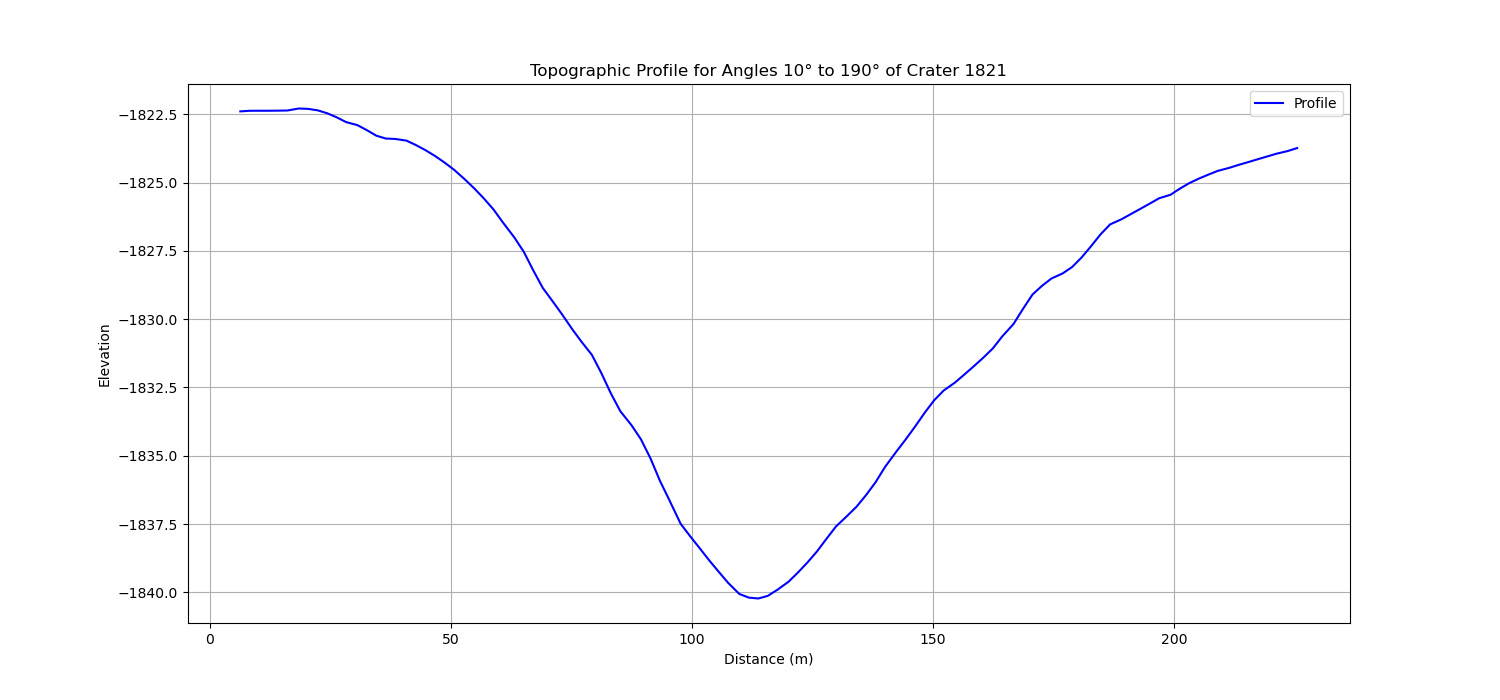 Topographic Profile for Angles 10° to 190° of Crater 1821
Profile
Elevation
−1822.5
−1825.0
−1827.5
−1830.0
−1832.5
−1835.0
−1837.5
−1840.0
0 50 100 150 200
Distance (m)